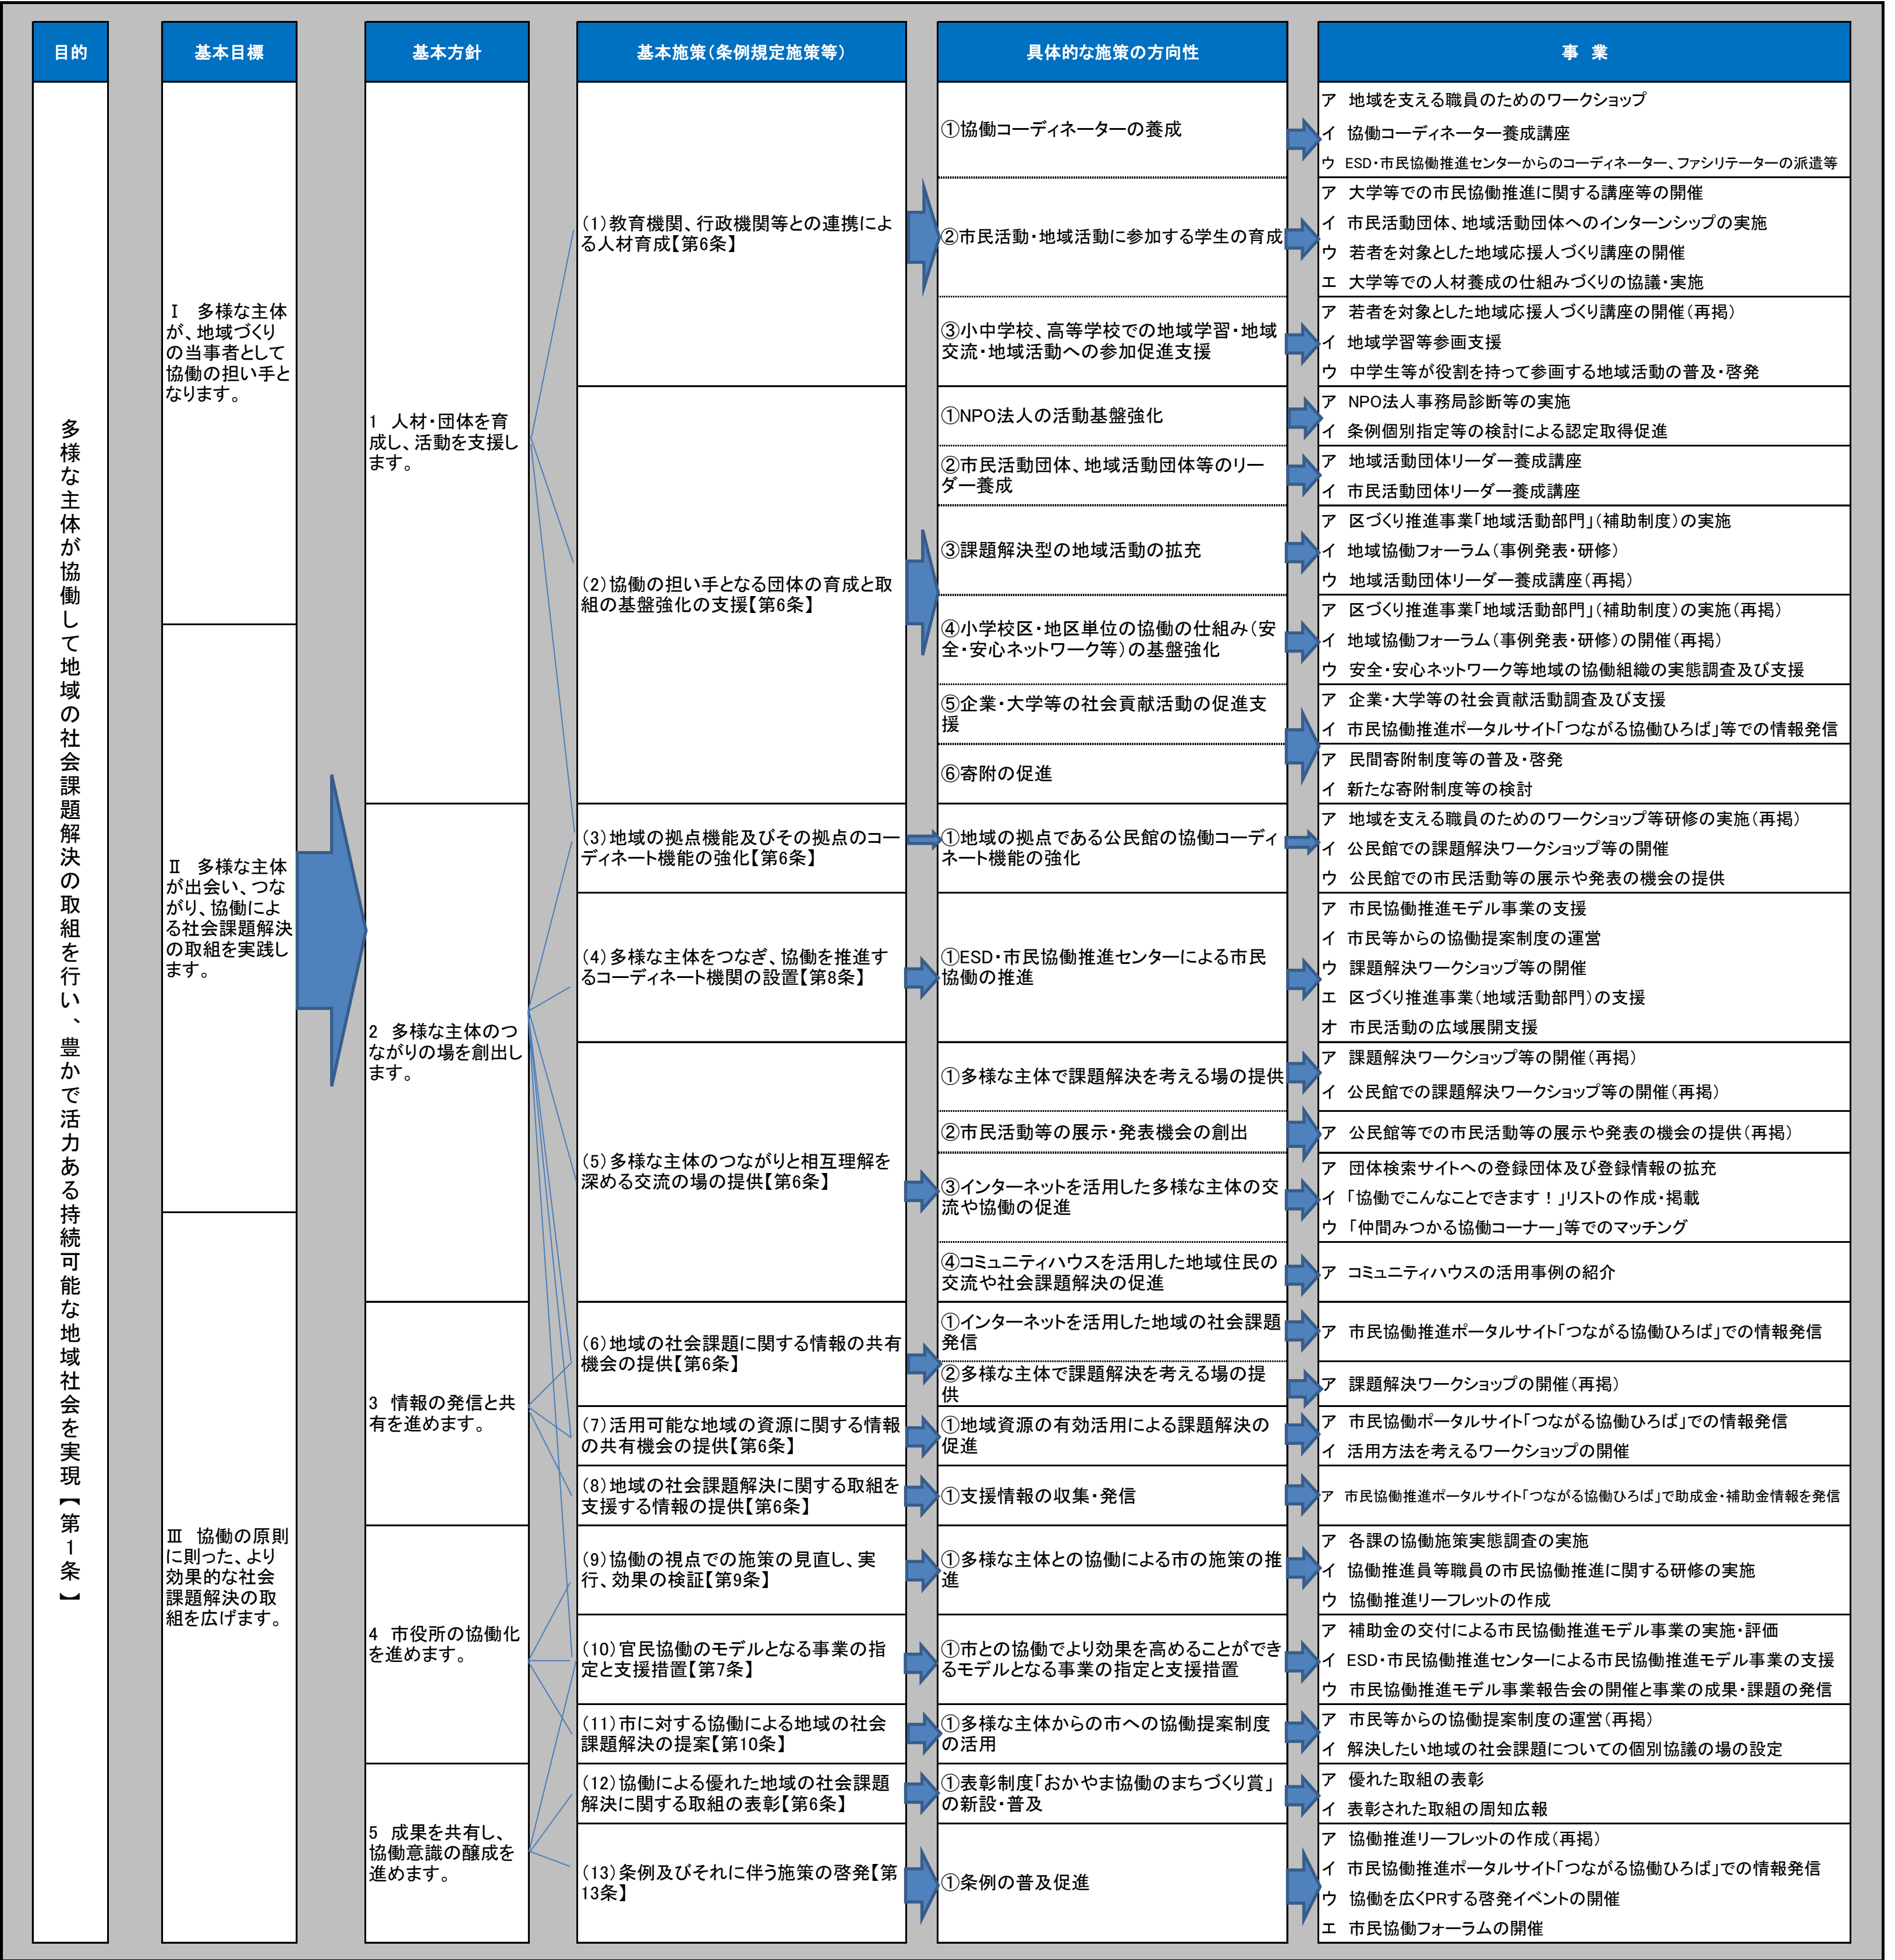 目的
基本目標
基本方針
基本施策（条例規定施策等）
具体的な施策の方向性
事　業
多様な主体が協働して地域の社会課題解決の取組を行い、豊かで活力ある持続可能な地域社会を実現【第1条】
Ⅰ　多様な主体
が、地域づくり
の当事者として
協働の担い手と
なります。
Ⅱ　多様な主体
が出会い、つな
がり、協働によ
る社会課題解決
の取組を実践し
ます。
Ⅲ　協働の原則
に則った、より
効果的な社会
課題解決の取
組を広げます。
1　人材・団体を育
成し、活動を支援し
ます。
2　多様な主体のつ
ながりの場を創出し
ます。
3　情報の発信と共
有を進めます。
4　市役所の協働化
を進めます。
5　成果を共有し、
協働意識の醸成を
進めます。
（1）教育機関、行政機関等との連携によ
る人材育成【第6条】
（2）協働の担い手となる団体の育成と取
組の基盤強化の支援【第6条】
（3）地域の拠点機能及びその拠点のコー
ディネート機能の強化【第6条】
（4）多様な主体をつなぎ、協働を推進す
るコーディネート機関の設置【第8条】
（5）多様な主体のつながりと相互理解を
深める交流の場の提供【第6条】
（6）地域の社会課題に関する情報の共有
機会の提供【第6条】
（7）活用可能な地域の資源に関する情報
の共有機会の提供【第6条】
（8）地域の社会課題解決に関する取組を
支援する情報の提供【第6条】
（9）協働の視点での施策の見直し、実
行、効果の検証【第9条】
（10）官民協働のモデルとなる事業の指
定と支援措置【第7条】
（11）市に対する協働による地域の社会
課題解決の提案【第10条】
（12）協働による優れた地域の社会課題
解決に関する取組の表彰【第6条】
（13）条例及びそれに伴う施策の啓発【第
13条】
①協働コーディネーターの養成
②市民活動・地域活動に参加する学生の育成
③小中学校、高等学校での地域学習・地域
交流・地域活動への参加促進支援
①NPO法人の活動基盤強化
②市民活動団体、地域活動団体等のリー
ダー養成
③課題解決型の地域活動の拡充
④小学校区・地区単位の協働の仕組み（安
全・安心ネットワーク等）の基盤強化
⑤企業・大学等の社会貢献活動の促進支
援
⑥寄附の促進
①地域の拠点である公民館の協働コーディ
ネート機能の強化
①ESD・市民協働推進センターによる市民
協働の推進
①多様な主体で課題解決を考える場の提供
②市民活動等の展示・発表機会の創出
③インターネットを活用した多様な主体の交
流や協働の促進
④コミュニティハウスを活用した地域住民の
交流や社会課題解決の促進
①インターネットを活用した地域の社会課題
発信
②多様な主体で課題解決を考える場の提
供
①地域資源の有効活用による課題解決の
促進
①支援情報の収集・発信
①多様な主体との協働による市の施策の推
進
①市との協働でより効果を高めることができ
るモデルとなる事業の指定と支援措置
①多様な主体からの市への協働提案制度
の活用
①表彰制度「おかやま協働のまちづくり賞」
の新設・普及
①条例の普及促進
ア　地域を支える職員のためのワークショップ
イ　協働コーディネーター養成講座
ウ　ESD・市民協働推進センターからのコーディネーター、ファシリテーターの派遣等
ア　大学等での市民協働推進に関する講座等の開催
イ　市民活動団体、地域活動団体へのインターンシップの実施
ウ　若者を対象とした地域応援人づくり講座の開催
エ　大学等での人材養成の仕組みづくりの協議・実施
ア　若者を対象とした地域応援人づくり講座の開催（再掲）
イ　地域学習等参画支援
ウ　中学生等が役割を持って参画する地域活動の普及・啓発
ア　NPO法人事務局診断等の実施
イ　条例個別指定等の検討による認定取得促進
ア　地域活動団体リーダー養成講座
イ　市民活動団体リーダー養成講座
ア　区づくり推進事業「地域活動部門」（補助制度）の実施
イ　地域協働フォーラム（事例発表・研修）
ウ　地域活動団体リーダー養成講座（再掲）
ア　区づくり推進事業「地域活動部門」（補助制度）の実施（再掲）
イ　地域協働フォーラム（事例発表・研修）の開催（再掲）
ウ　安全・安心ネットワーク等地域の協働組織の実態調査及び支援
ア　企業・大学等の社会貢献活動調査及び支援
イ　市民協働推進ポータルサイト「つながる協働ひろば」等での情報発信
ア　民間寄附制度等の普及・啓発
イ　新たな寄附制度等の検討
ア　地域を支える職員のためのワークショップ等研修の実施（再掲）
イ　公民館での課題解決ワークショップ等の開催
ウ　公民館での市民活動等の展示や発表の機会の提供
ア　市民協働推進モデル事業の支援
イ　市民等からの協働提案制度の運営
ウ　課題解決ワークショップ等の開催
エ　区づくり推進事業（地域活動部門）の支援
オ　市民活動の広域展開支援
ア　課題解決ワークショップ等の開催（再掲）
イ　公民館での課題解決ワークショップ等の開催（再掲）
ア　公民館等での市民活動等の展示や発表の機会の提供（再掲）
ア　団体検索サイトへの登録団体及び登録情報の拡充
イ　「協働でこんなことできます！」リストの作成・掲載
ウ　「仲間みつかる協働コーナー」等でのマッチング
ア　コミュニティハウスの活用事例の紹介
ア　市民協働推進ポータルサイト「つながる協働ひろば」での情報発信
ア　課題解決ワークショップの開催（再掲）
ア　市民協働ポータルサイト「つながる協働ひろば」での情報発信
イ　活用方法を考えるワークショップの開催
ア　市民協働推進ポータルサイト「つながる協働ひろば」で助成金・補助金情報を発信
ア　各課の協働施策実態調査の実施
イ　協働推進員等職員の市民協働推進に関する研修の実施
ウ　協働推進リーフレットの作成
ア　補助金の交付による市民協働推進モデル事業の実施・評価
イ　ESD・市民協働推進センターによる市民協働推進モデル事業の支援
ウ　市民協働推進モデル事業報告会の開催と事業の成果・課題の発信
ア　市民等からの協働提案制度の運営（再掲）
イ　解決したい地域の社会課題についての個別協議の場の設定
ア　優れた取組の表彰
イ　表彰された取組の周知広報
ア　協働推進リーフレットの作成（再掲）
イ　市民協働推進ポータルサイト「つながる協働ひろば」での情報発信
ウ　協働を広くPRする啓発イベントの開催
エ　市民協働フォーラムの開催